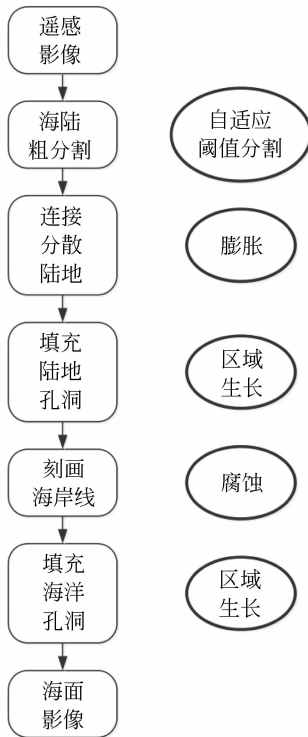 遥感
影像
海陆
粗分割
自适应
阈值分割
连接
分散
陆地
膨胀
填充
陆地
孔洞
区域
生长
刻画
海岸线
腐蚀
填充
海洋
孔洞
区域
生长
海面
影像